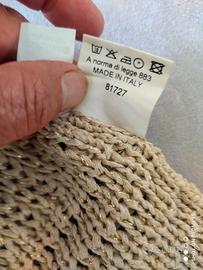 A norma di legge 883
MADE IN ITALY
81727